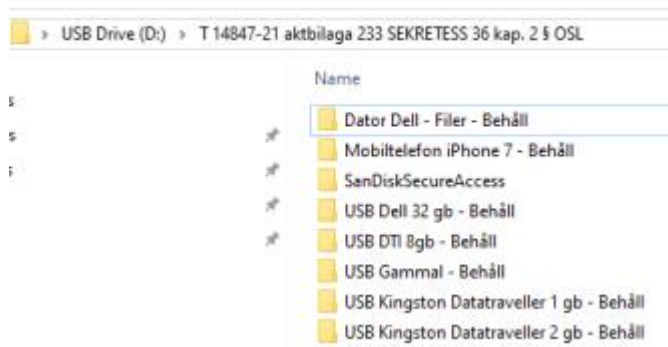 USB Drive (D:) > T 14847-21 aktbilaga 233 SEKRETESS 36 kap. 2 § OSL
Name
Dator Dell - Filer - Behåll
Mobiltelefon iPhone 7 - Behåll
SanDiskSecureAccess
USB Dell 32 gb - Behåll
USB DTI 8gb - Behåll
USB Gammal - Behåll
USB Kingston Datatraveller 1 gb - Behåll
USB Kingston Datatraveller 2 gb - Behåll